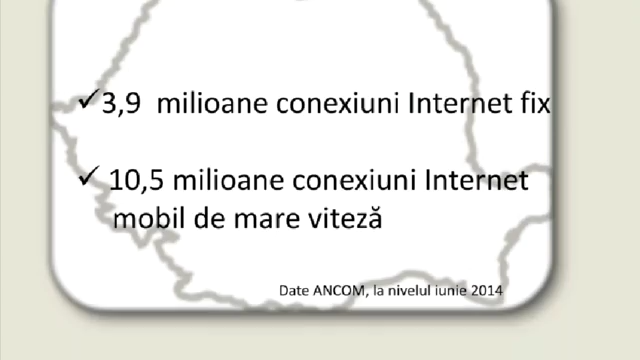 ✓3,9 milioane conexiuni Internet fix
✓ 10,5 milioane conexiuni Internet
mobil de mare viteză
Date ANCOM, la nivelul iunie 2014